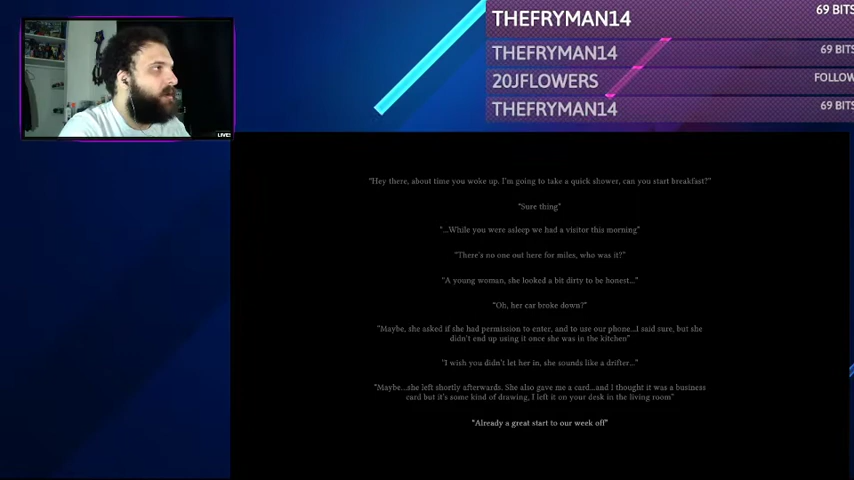 THEFRYMAN14 69 BITS
THEFRYMAN14 69 BITS
20JFLOWERS FOLLOW
THEFRYMAN14 69 BITS
LIVE!
"Hey there, about time you woke up. I'm going to take a quick shower, can you start breakfast?"
"Sure thing"
"...While you were asleep we had a visitor this morning"
"There's no one out here for miles, who was it?"
"A young woman, she looked a bit dirty to be honest..."
"Oh, her car broke down?"
"Maybe, she asked if she had permission to enter, and to use our phone...I said sure, but she
didn't end up using it once she was in the kitchen"
"I wish you didn't let her in, she sounds like a drifter..."
"Maybe...she left shortly afterwards. She also gave me a card...and I thought it was a business
card but it's some kind of drawing, I left it on your desk in the living room"
"Already a great start to our week off"